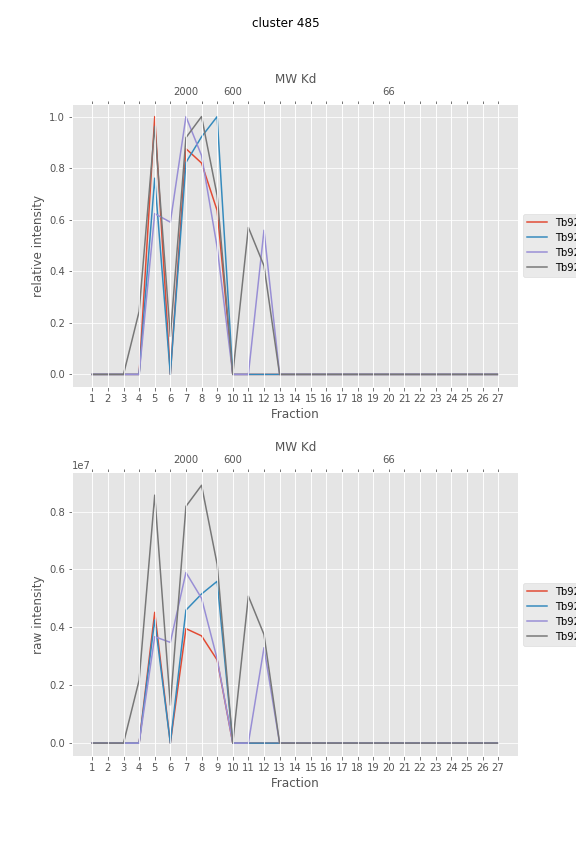 cluster 485
MW Kd
2000 600 66
1.0
0.8
0.6
0.4
0.2
0.0
relative intensity
Tb92
Tb92
Tb92
Tb92
1 2 3 4 5 6 7 8 9 10 11 12 13 14 15 16 17 18 19 20 21 22 23 24 25 26 27
Fraction
MW Kd
2000 600 66
1e7
0.8
0.6
0.4
0.2
0.0
raw intensity
Tb92
Tb92
Tb92
Tb92
1 2 3 4 5 6 7 8 9 10 11 12 13 14 15 16 17 18 19 20 21 22 23 24 25 26 27
Fraction